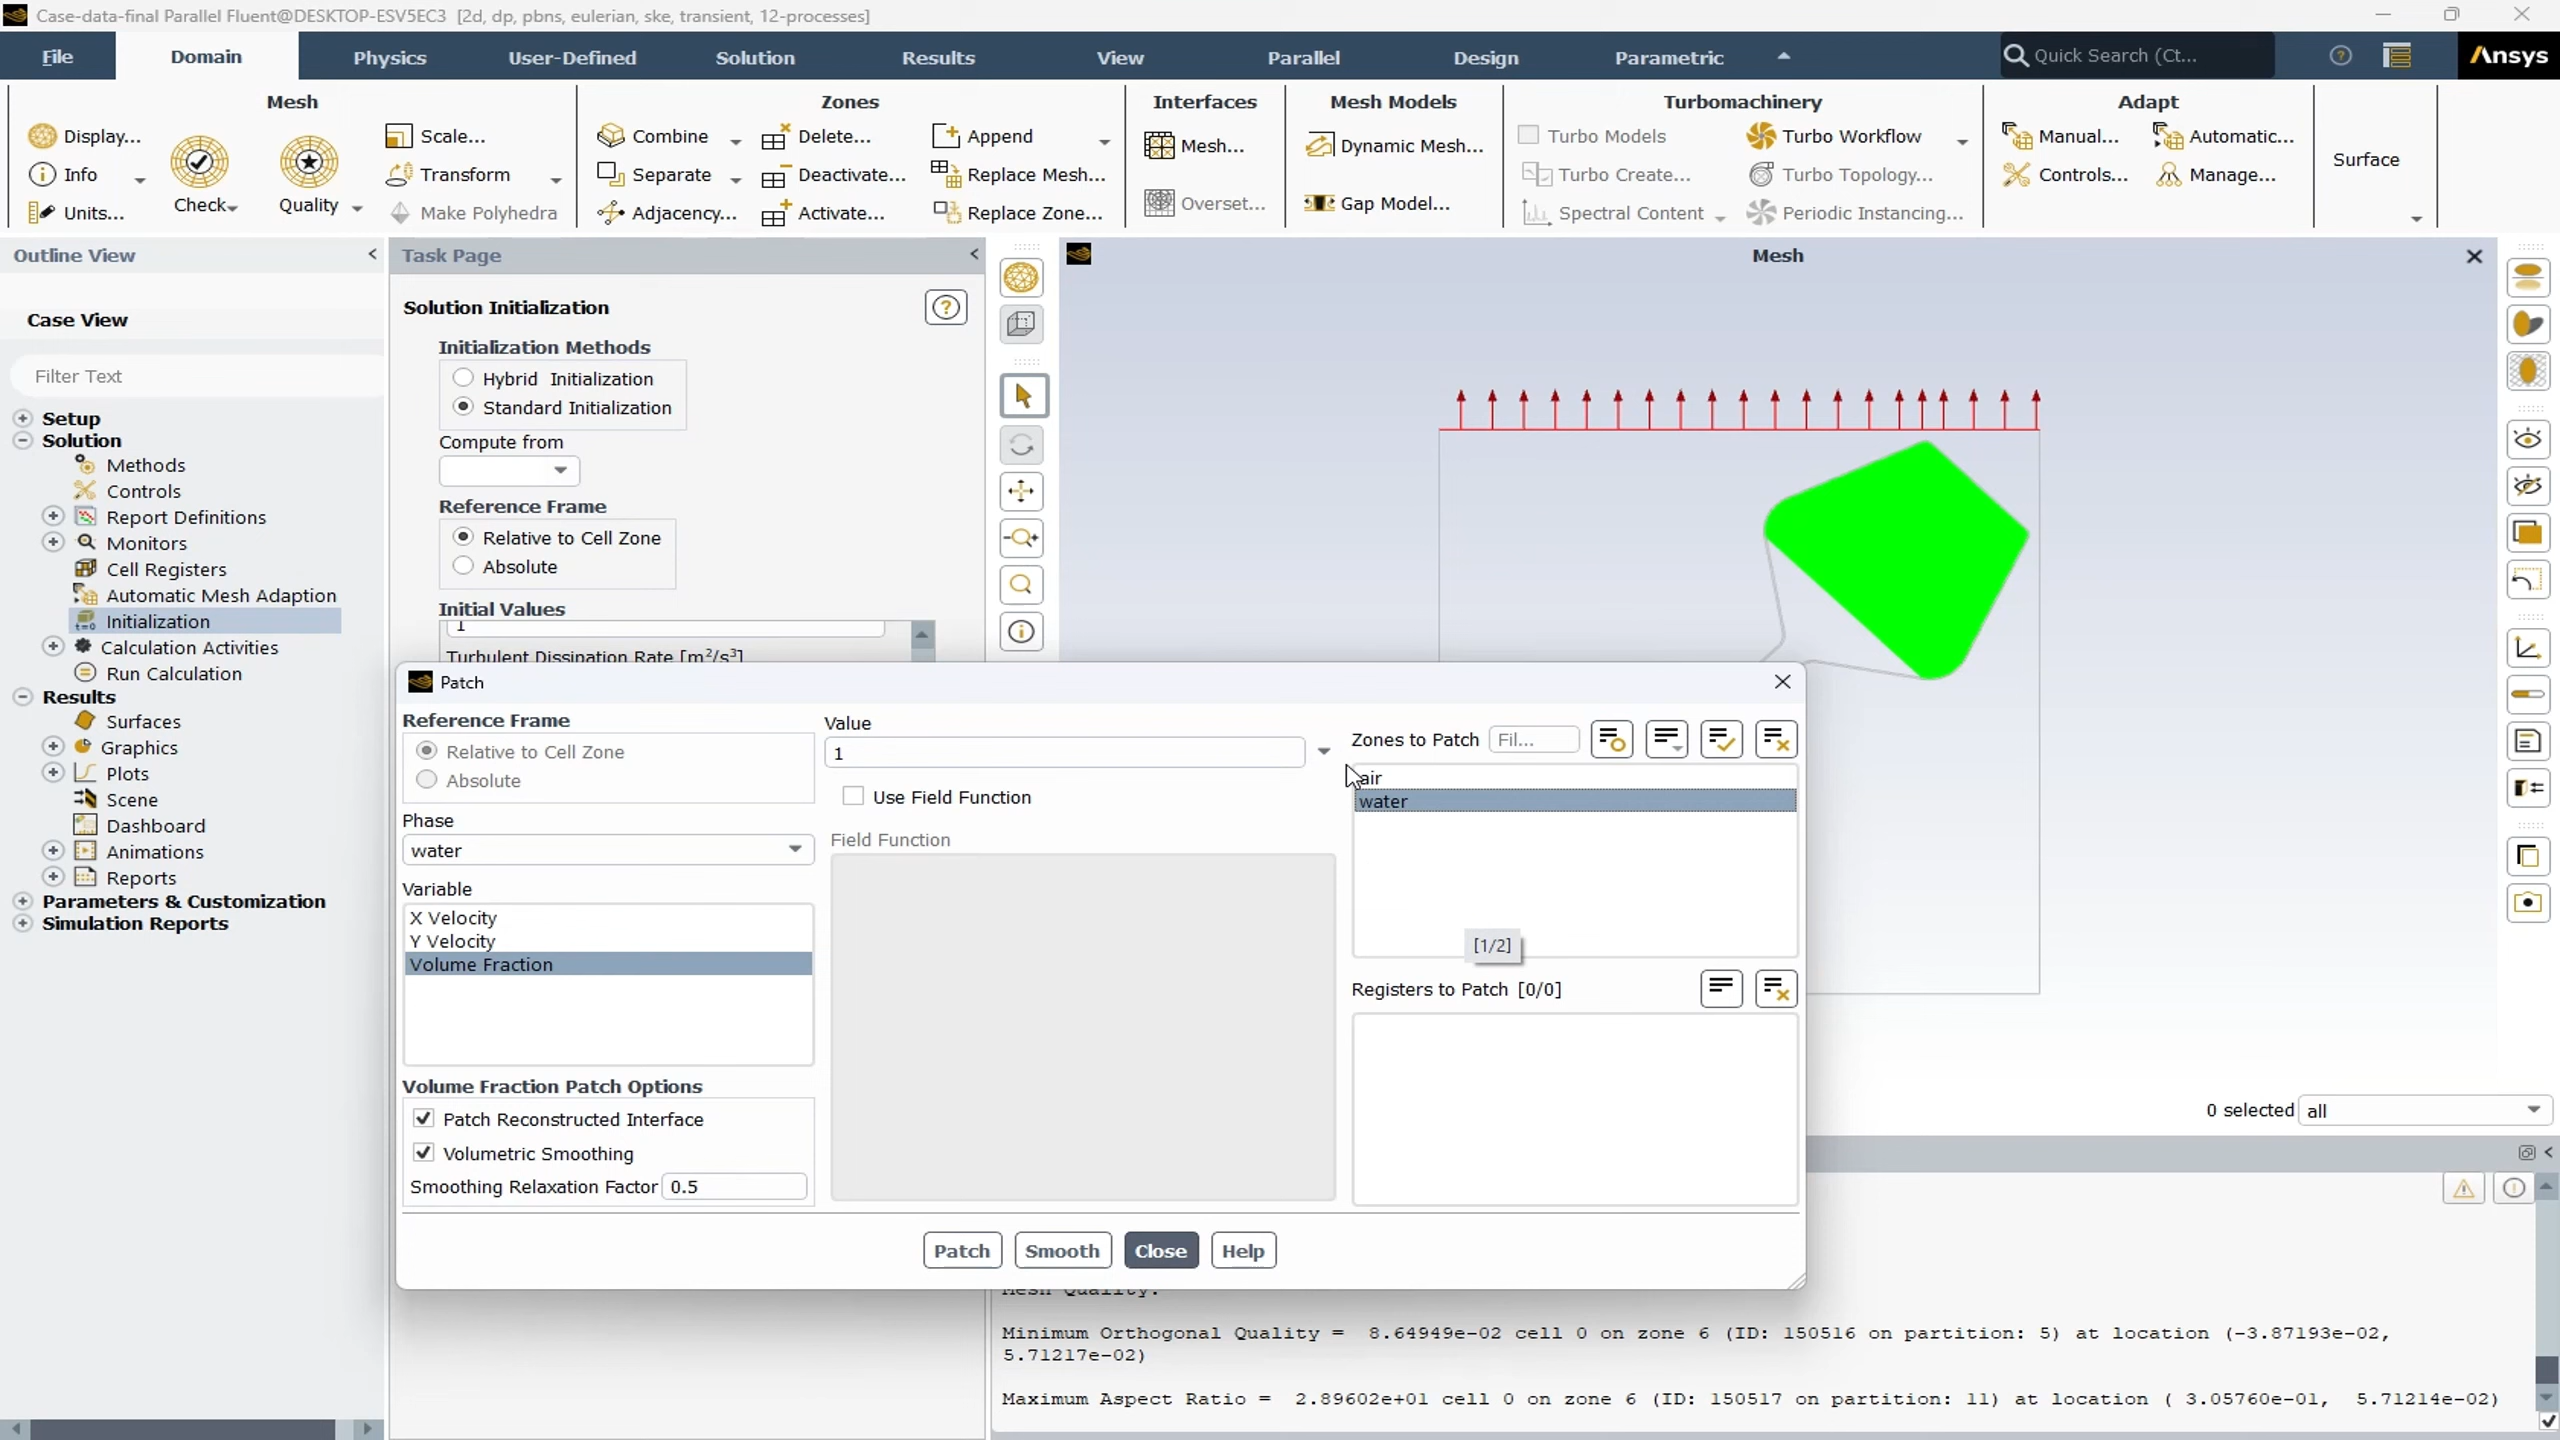 Case-data-final Parallel Fluent@DESKTOP-ESV5EC3 [2d, dp, pbns, eulerian, ske, transient, 12-processes]
File Domain Physics User-Defined Solution Results View Parallel Design Parametric Quick Search (Ct... Ansys
Mesh
Display...
Info
Units...
Check
Quality
Scale...
Transform
Make Polyhedra
Zones
Combine
Separate
Adjacency...
Delete...
Deactivate...
Activate...
Append
Replace Mesh...
Replace Zone...
Interfaces
Mesh...
Overset...
Mesh Models
Dynamic Mesh...
Gap Model...
Turbomachinery
Turbo Models
Turbo Create...
Spectral Content
Turbo Workflow
Turbo Topology...
Periodic Instancing...
Adapt
Manual...
Controls...
Automatic...
Manage...
Surface
Outline View
Case View
Filter Text
Setup
Solution
Methods
Controls
Report Definitions
Monitors
Cell Registers
Automatic Mesh Adaption
t=0 Initialization
Calculation Activities
Run Calculation
Results
Surfaces
Graphics
Plots
Scene
Dashboard
Animations
Reports
Parameters & Customization
Simulation Reports
Task Page
Solution Initialization
Initialization Methods
Hybrid Initialization
Standard Initialization
Compute from
Reference Frame
Relative to Cell Zone
Absolute
Initial Values
1
Turbulent Dissipation Rate [m²/s³]
Mesh
Patch
Reference Frame
Relative to Cell Zone
Absolute
Phase
water
Variable
X Velocity
Y Velocity
Volume Fraction
Volume Fraction Patch Options
Patch Reconstructed Interface
Volumetric Smoothing
Smoothing Relaxation Factor 0.5
Value
1
Use Field Function
Field Function
Zones to Patch Fil...
air
water
[1/2]
Registers to Patch [0/0]
Patch Smooth Close Help
0 selected all
Mesh Quality:
Minimum Orthogonal Quality = 8.64949e-02 cell 0 on zone 6 (ID: 150516 on partition: 5) at location (-3.87193e-02,
5.71217e-02)
Maximum Aspect Ratio = 2.89602e+01 cell 0 on zone 6 (ID: 150517 on partition: 11) at location ( 3.05760e-01, 5.71214e-02)